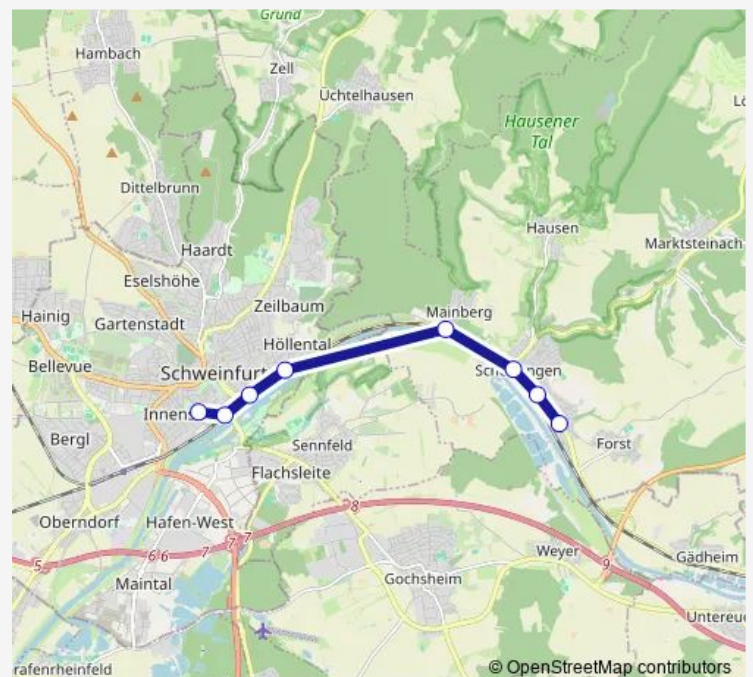 Grund
Hambach
Zell
Üchtelhausen
Hausener
Tal
Dittelbrunn
Hausen
Marktsteinach
Haardt
Eselshöhe
Zeilbaum
Mainberg
Hainig
Gartenstadt
Höllental
Bellevue
Schweinfurt
Innens
Bergl
Sennfeld
Forst
Flachsleite
8
Oberndorf
Hafen-West
7
7
5
6 6
7
Weyer
9
Gädheim
Maintal
Gochsheim
Untereu
rafenrheinfeld
© OpenStreetMap contributors